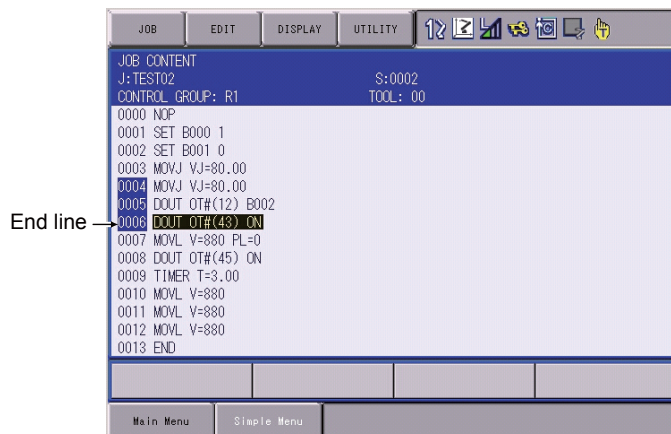 JOB EDIT DISPLAY UTILITY
JOB CONTENT
J:TEST02 S:0002
CONTROL GROUP: R1 TOOL: 00
0000 NOP
0001 SET B000 1
0002 SET B001 0
0003 MOVJ VJ=80.00
0004 MOVJ VJ=80.00
0005 DOUT OT#(12) B002
End line 0006 DOUT OT#(43) ON
0007 MOVL V=880 PL=0
0008 DOUT OT#(45) ON
0009 TIMER T=3.00
0010 MOVL V=880
0011 MOVL V=880
0012 MOVL V=880
0013 END
Main Menu Simple Menu